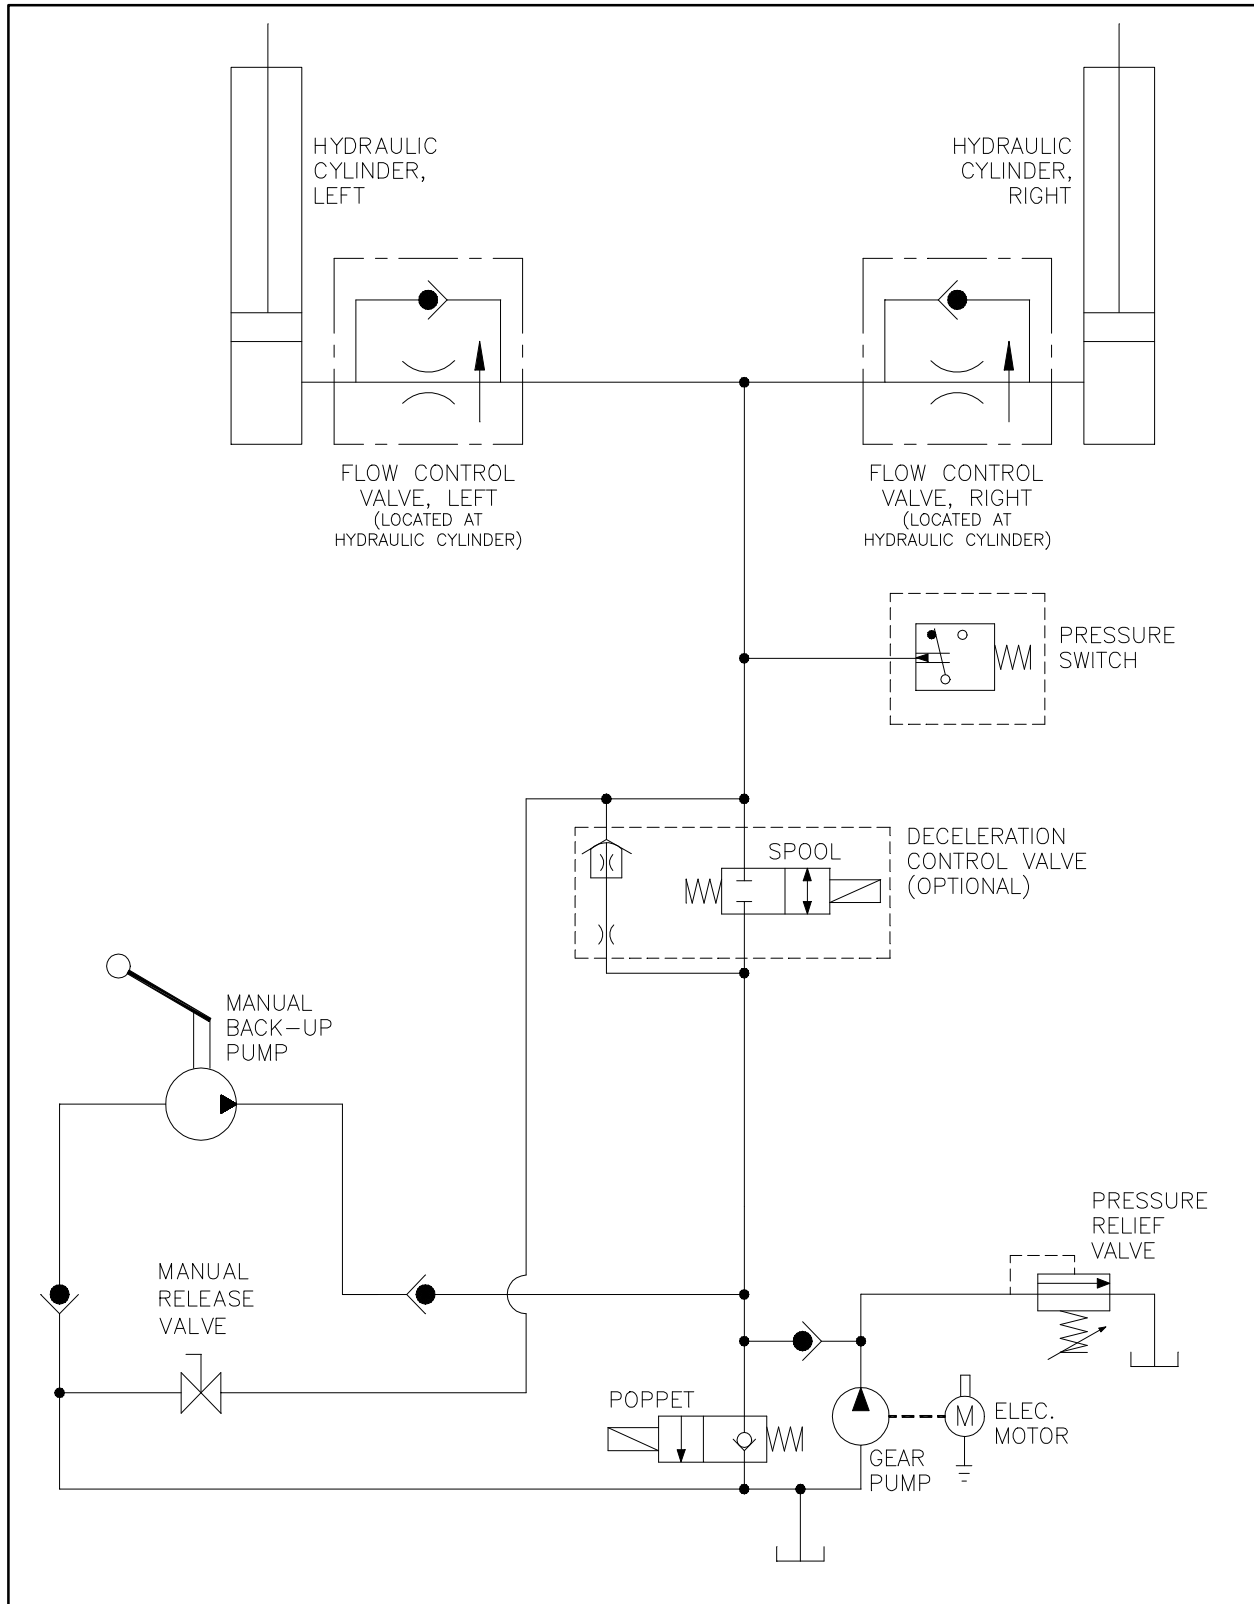 HYDRAULIC
CYLINDER,
LEFT
HYDRAULIC
CYLINDER,
RIGHT
FLOW CONTROL
VALVE, LEFT
(LOCATED AT
HYDRAULIC CYLINDER)
FLOW CONTROL
VALVE, RIGHT
(LOCATED AT
HYDRAULIC CYLINDER)
PRESSURE
SWITCH
SPOOL
DECELERATION
CONTROL VALVE
(OPTIONAL)
MANUAL
BACK-UP
PUMP
PRESSURE
RELIEF
VALVE
MANUAL
RELEASE
VALVE
POPPET
M
ELEC.
MOTOR
GEAR
PUMP